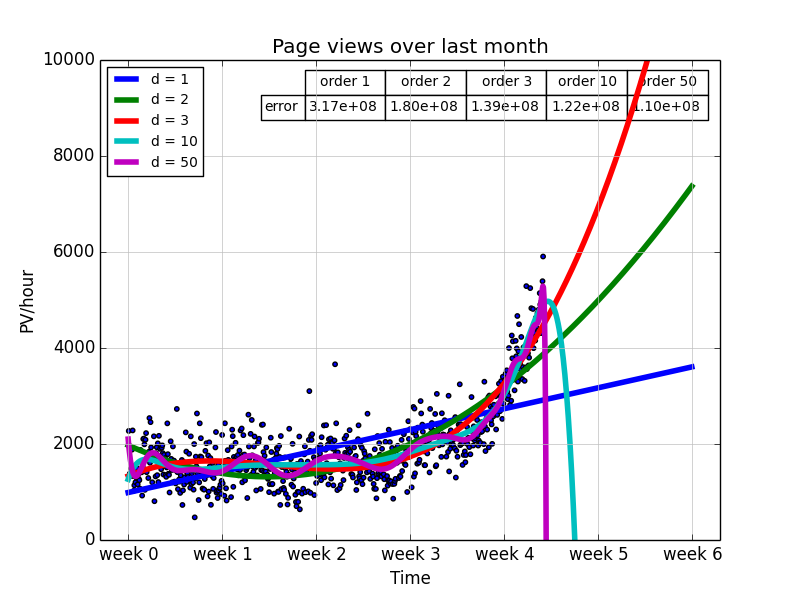 Page views over last month
10000
8000
6000
4000
2000
0
PV/hour
d = 1
d = 2
d = 3
d = 10
d = 50
order 1 order 2 order 3 order 10 order 50
error 3.17e+08 1.80e+08 1.39e+08 1.22e+08 1.10e+08
week 0 week 1 week 2 week 3 week 4 week 5 week 6
Time